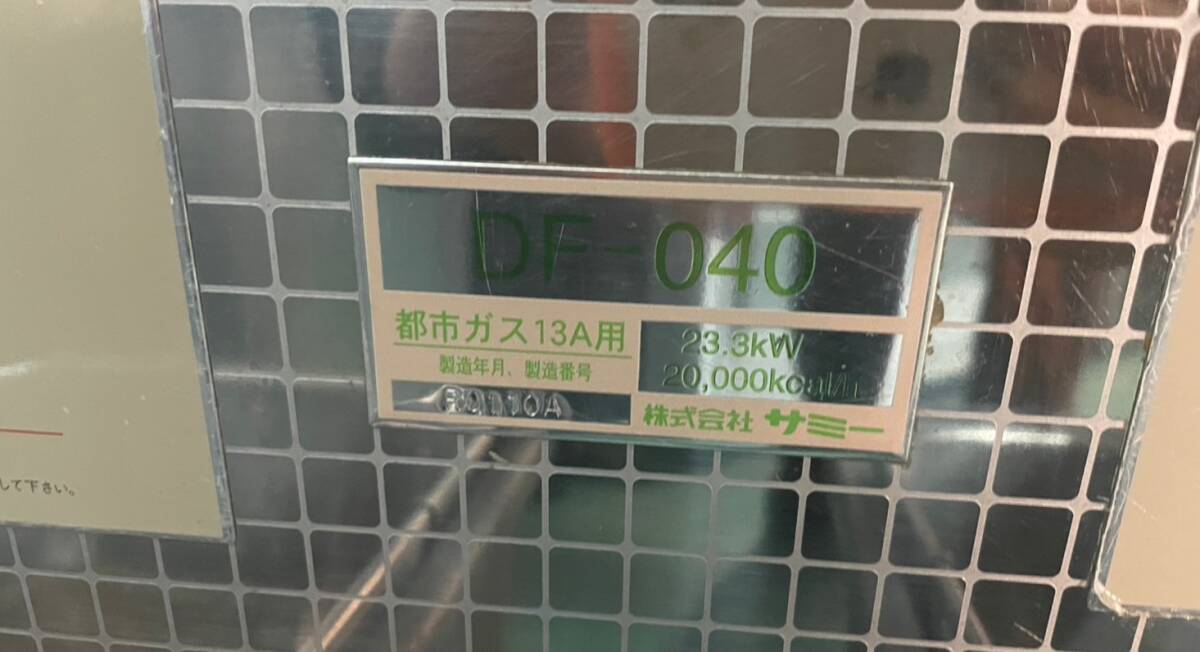 DF-040
都市ガス13A用
23.3kW
製造年月、製造番号
20,000kcal/h
株式会社 サミー
して下さい。